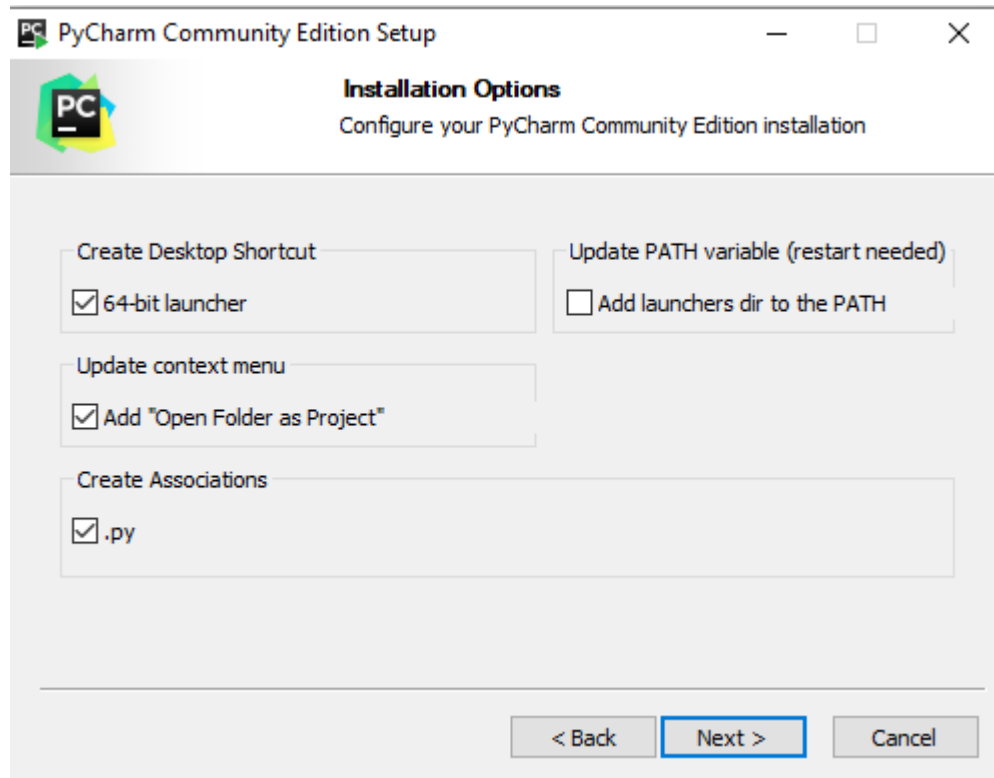 PyCharm Community Edition Setup
PC
Installation Options
Configure your PyCharm Community Edition installation
Create Desktop Shortcut
64-bit launcher
Update PATH variable (restart needed)
Add launchers dir to the PATH
Update context menu
Add "Open Folder as Project"
Create Associations
.py
< Back
Next >
Cancel